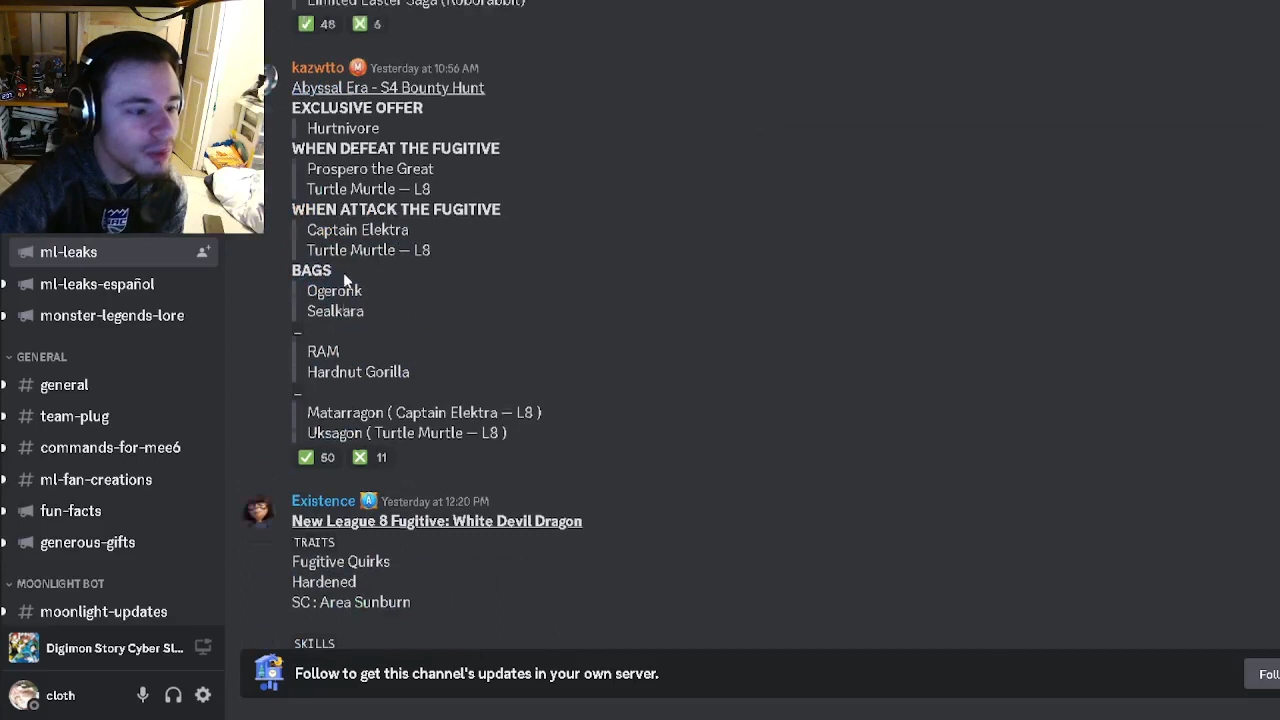 Limited Easter Saga (Roborabbit)
48 6
kazwtto M Yesterday at 10:56 AM
Abyssal Era - S4 Bounty Hunt
EXCLUSIVE OFFER
Hurtnivore
WHEN DEFEAT THE FUGITIVE
Prospero the Great
Turtle Murtle – L8
WHEN ATTACK THE FUGITIVE
Captain Elektra
Turtle Murtle – L8
BAGS
Ogeronk
Sealkara
_
RAM
Hardnut Gorilla
_
Matarragon ( Captain Elektra – L8 )
Uksagon ( Turtle Murtle – L8 )
50 11
Existence A Yesterday at 12:20 PM
New League 8 Fugitive: White Devil Dragon
TRAITS
Fugitive Quirks
Hardened
SC : Area Sunburn
SKILLS
Follow to get this channel's updates in your own server.
Foll
ml-leaks
ml-leaks-español
monster-legends-lore
GENERAL
general
team-plug
commands-for-mee6
ml-fan-creations
fun-facts
generous-gifts
MOONLIGHT BOT
moonlight-updates
Digimon Story Cyber Sl...
cloth